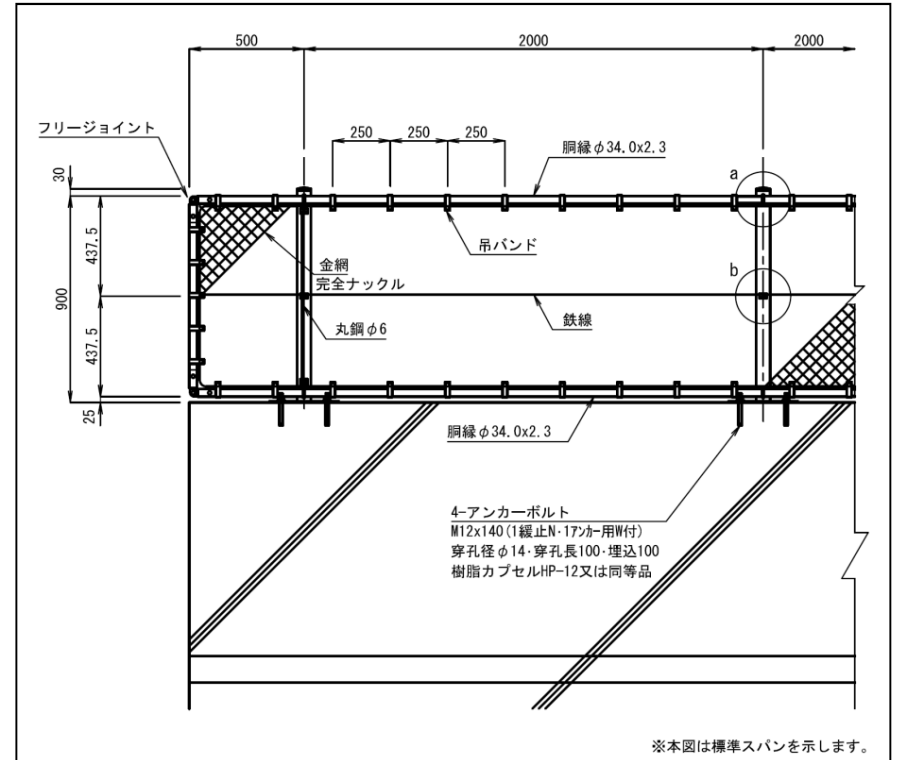 500
2000
2000
フリージョイント
250
250
250
胴縁φ34.0x2.3
30
a
吊バンド
437.5
金網
完全ナックル
b
900
丸鋼φ6
鉄線
437.5
25
胴縁φ34.0x2.3
4-アンカーボルト
M12x140(1緩止N・1アンカー用W付)
穿孔径φ14・穿孔長100・埋込100
樹脂カプセルHP-12又は同等品
※本図は標準スパンを示します。